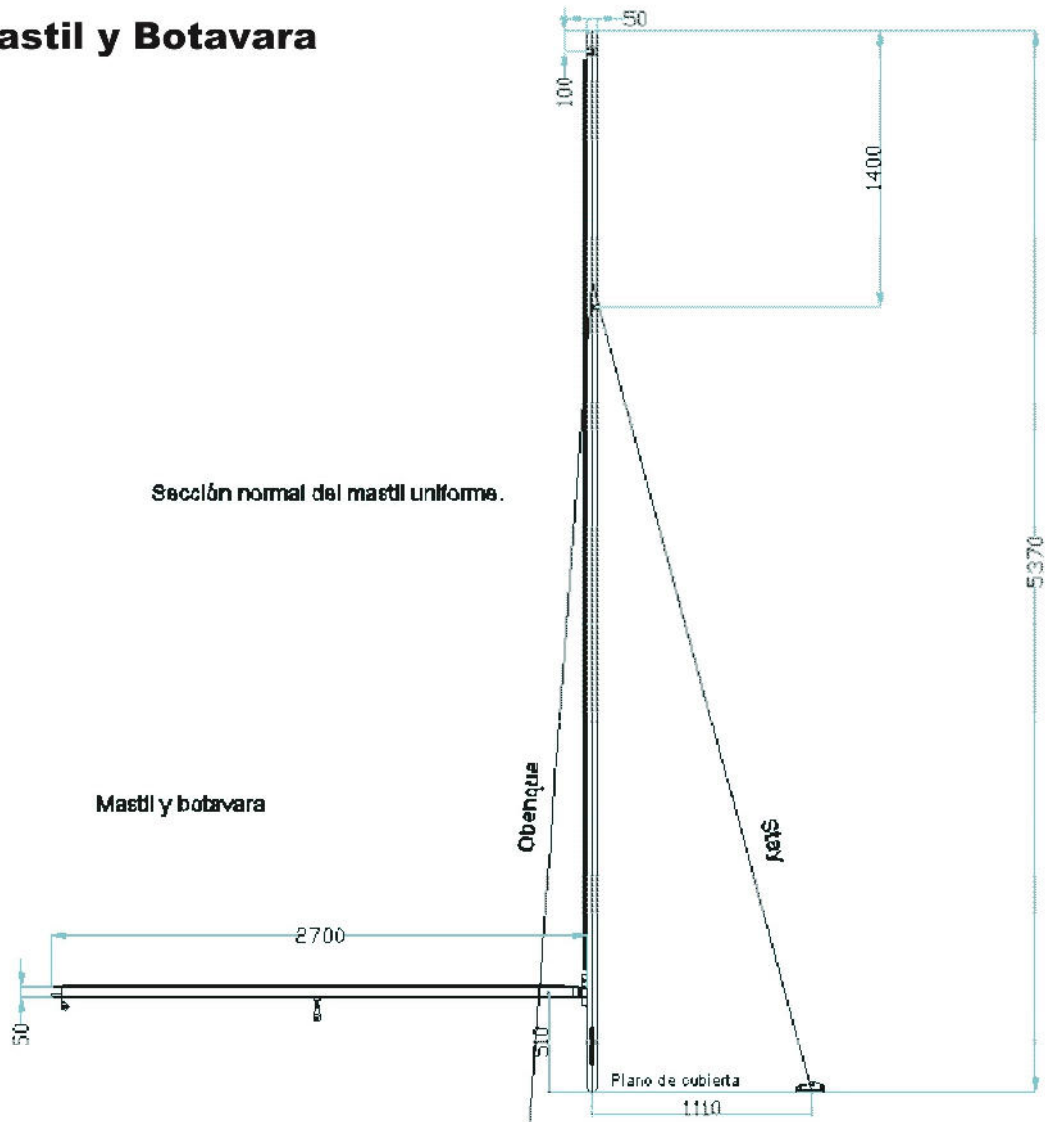 astil y Botavara
50
100
1400
5370
Sección normal del mastil uniforme.
Obenque
Mastil y botavara
Stay
2700
50
510
Plano de cubierta
1110